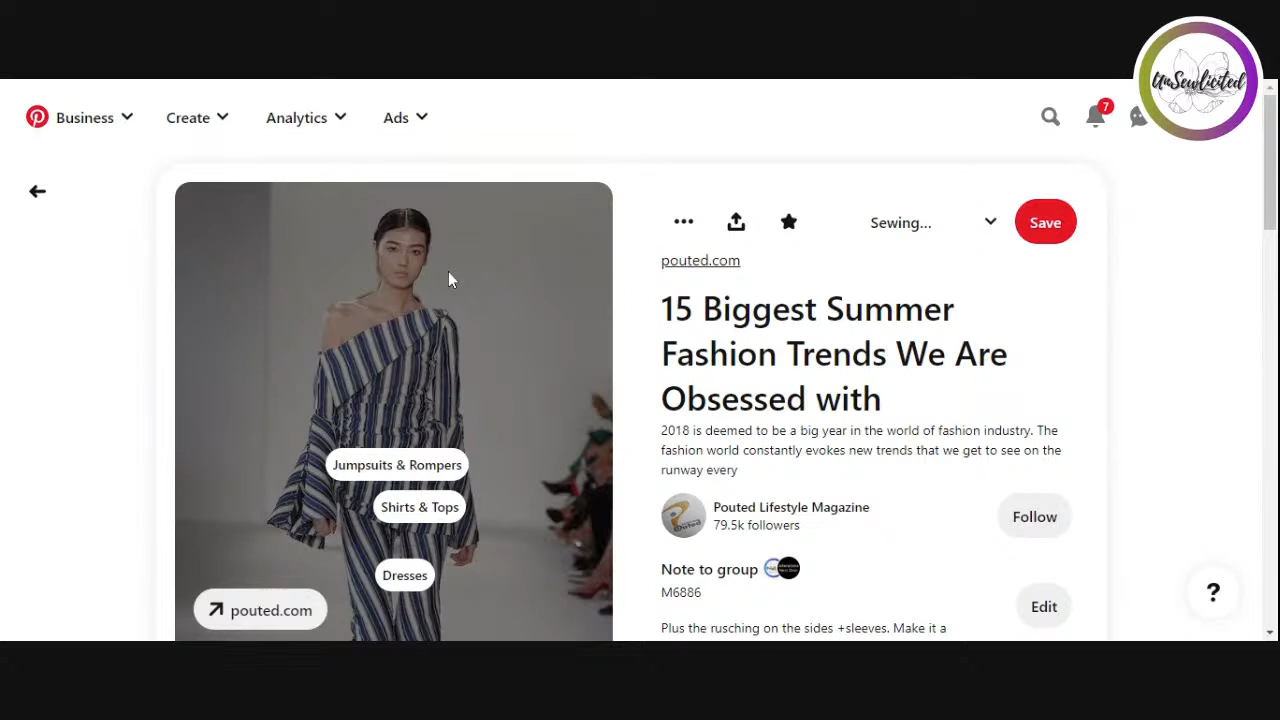 UnSewlicited
Business
Create
Analytics
Ads
7
Sewing...
Save
pouted.com
15 Biggest Summer
Fashion Trends We Are
Obsessed with
2018 is deemed to be a big year in the world of fashion industry. The
fashion world constantly evokes new trends that we get to see on the
runway every
Jumpsuits & Rompers
Shirts & Tops
Pouted Lifestyle Magazine
79.5k followers
Follow
Dresses
Note to group
M6886
Edit
pouted.com
Plus the rusching on the sides +sleeves. Make it a
?